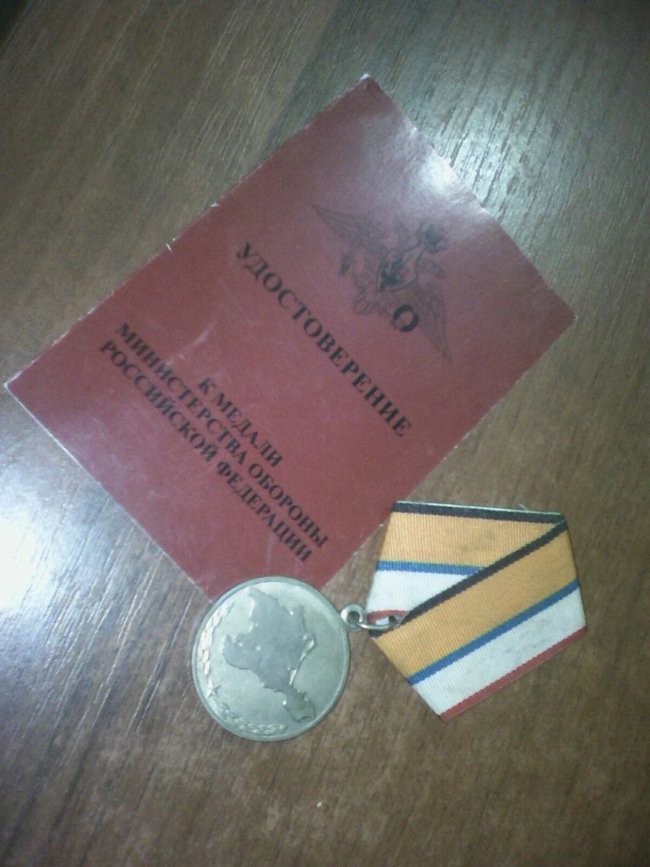 УДОСТОВЕРЕНИЕ
К МЕДАЛИ
МИНИСТЕРСТВА ОБОРОНЫ
РОССИЙСКОЙ ФЕДЕРАЦИИ